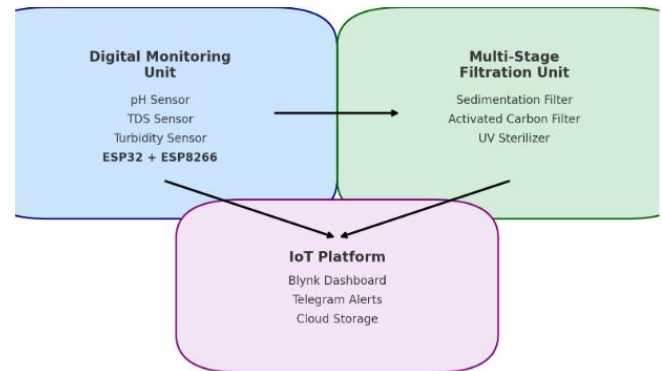 Digital Monitoring
Unit
pH Sensor
TDS Sensor
Turbidity Sensor
ESP32 + ESP8266
Multi-Stage
Filtration Unit
Sedimentation Filter
Activated Carbon Filter
UV Sterilizer
IoT Platform
Blynk Dashboard
Telegram Alerts
Cloud Storage